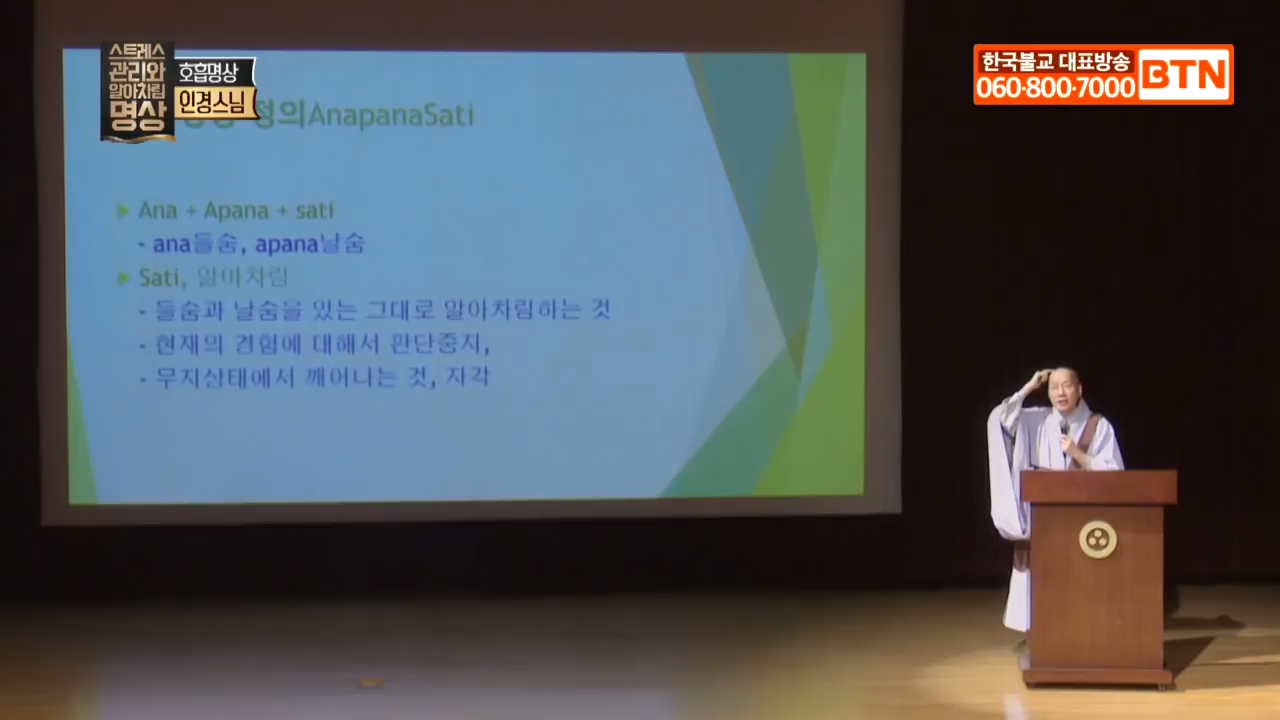 스트레스
관리와
알아차림
명상
호흡명상
인경스님
한국불교 대표방송
060·800·7000
BTN
정의AnapanaSati
Ana + Apana + sati
- ana들숨, apana날숨
Sati, 알아차림
- 들숨과 날숨을 있는 그대로 알아차림하는 것
- 현재의 경험에 대해서 판단중지,
- 무지상태에서 깨어나는 것, 자각